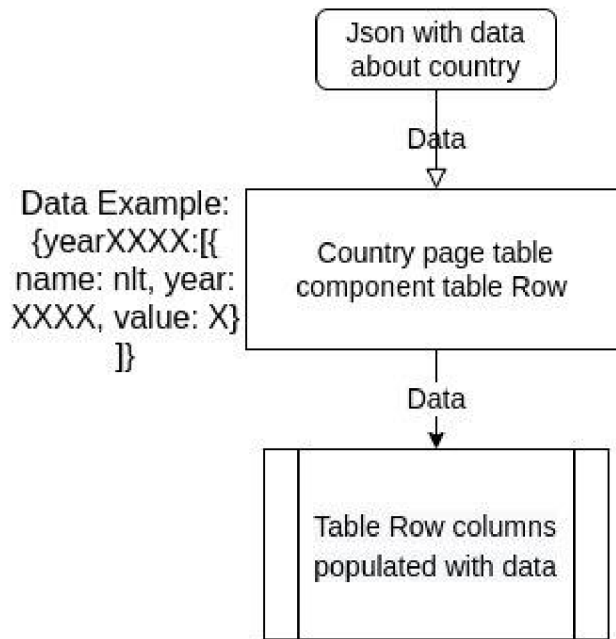 Json with data
about country
Data
Data Example:
{yearXXXX:[{
name: nlt, year:
XXXX, value: X}
]}
Country page table
component table Row
Data
Table Row columns
populated with data